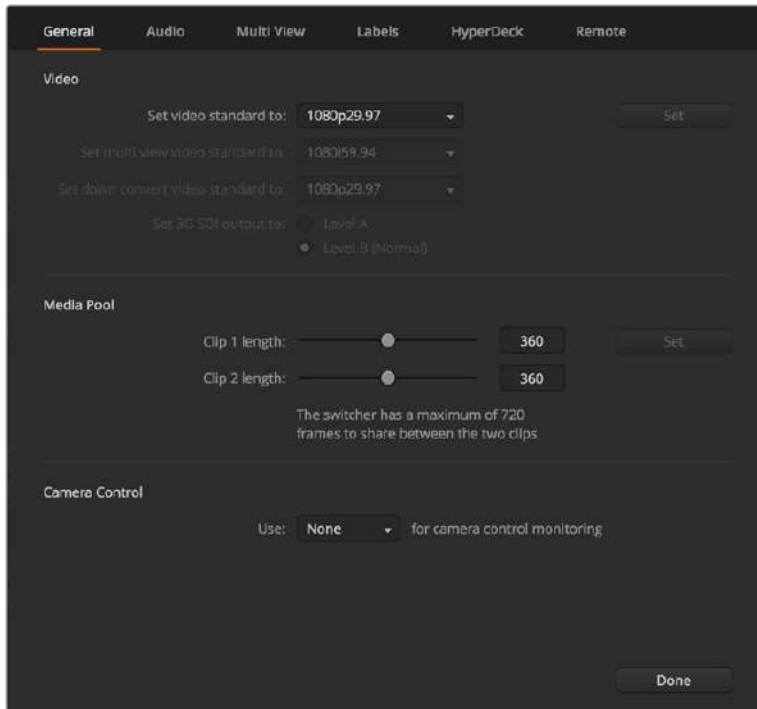 General Audio Multi View Labels HyperDeck Remote
Video
Set video standard to: 1080p29.97 Set
Set multi view video standard to: 1080i59.94
Set down convert video standard to: 1080p29.97
Set 3G SDI output to: Level A
Level B (Normal)
Media Pool
Clip 1 length: 360 Set
Clip 2 length: 360
The switcher has a maximum of 720
frames to share between the two clips
Camera Control
Use: None for camera control monitoring
Done